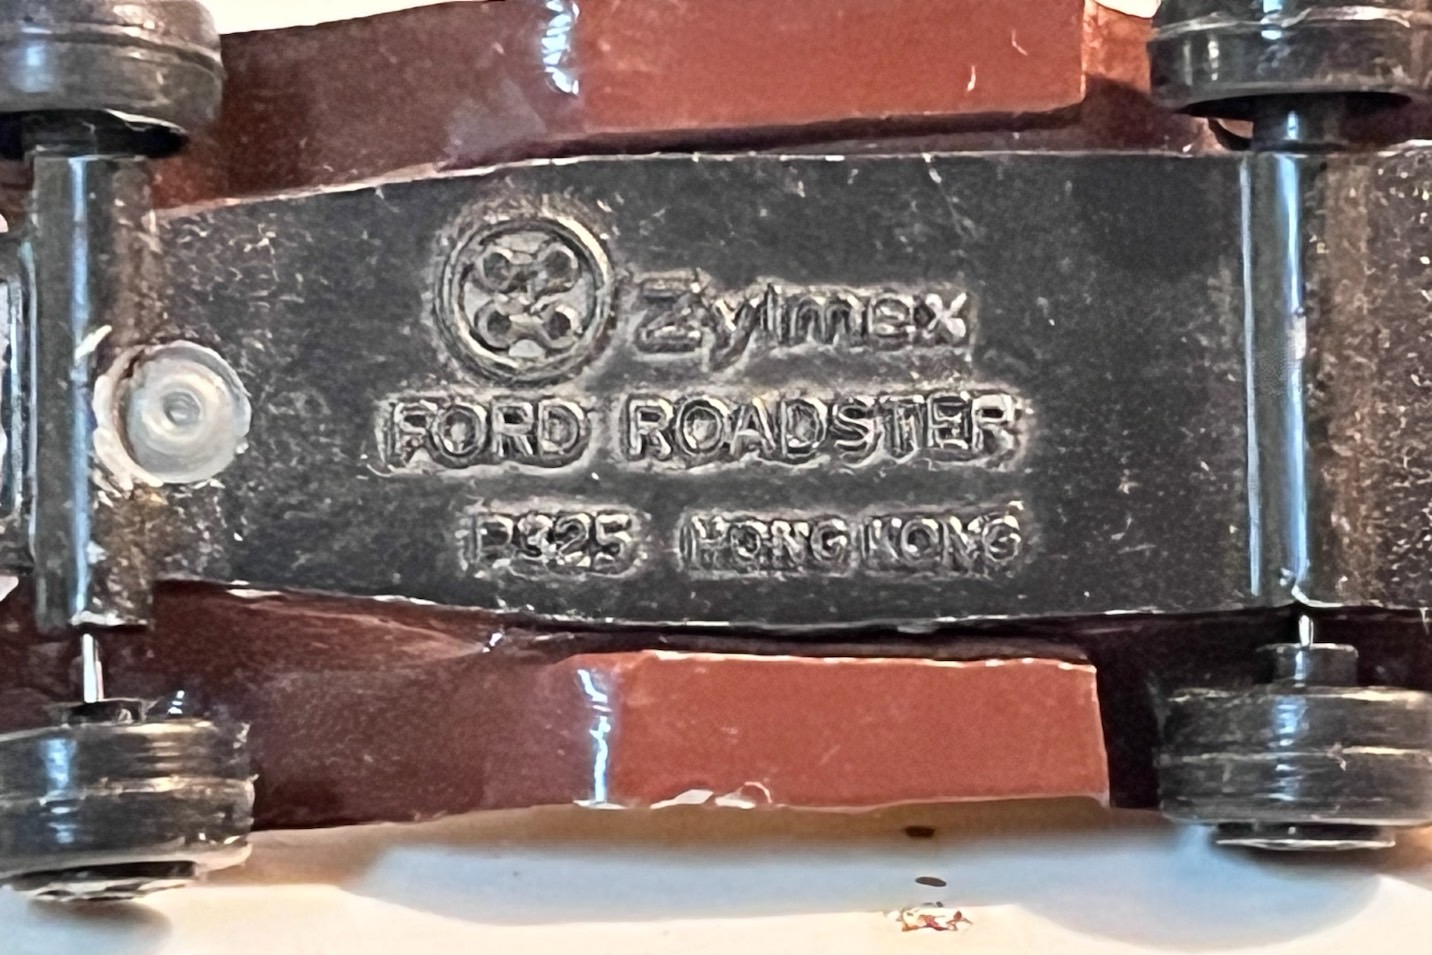 Zylmex
FORD ROADSTER
P325 HONG KONG